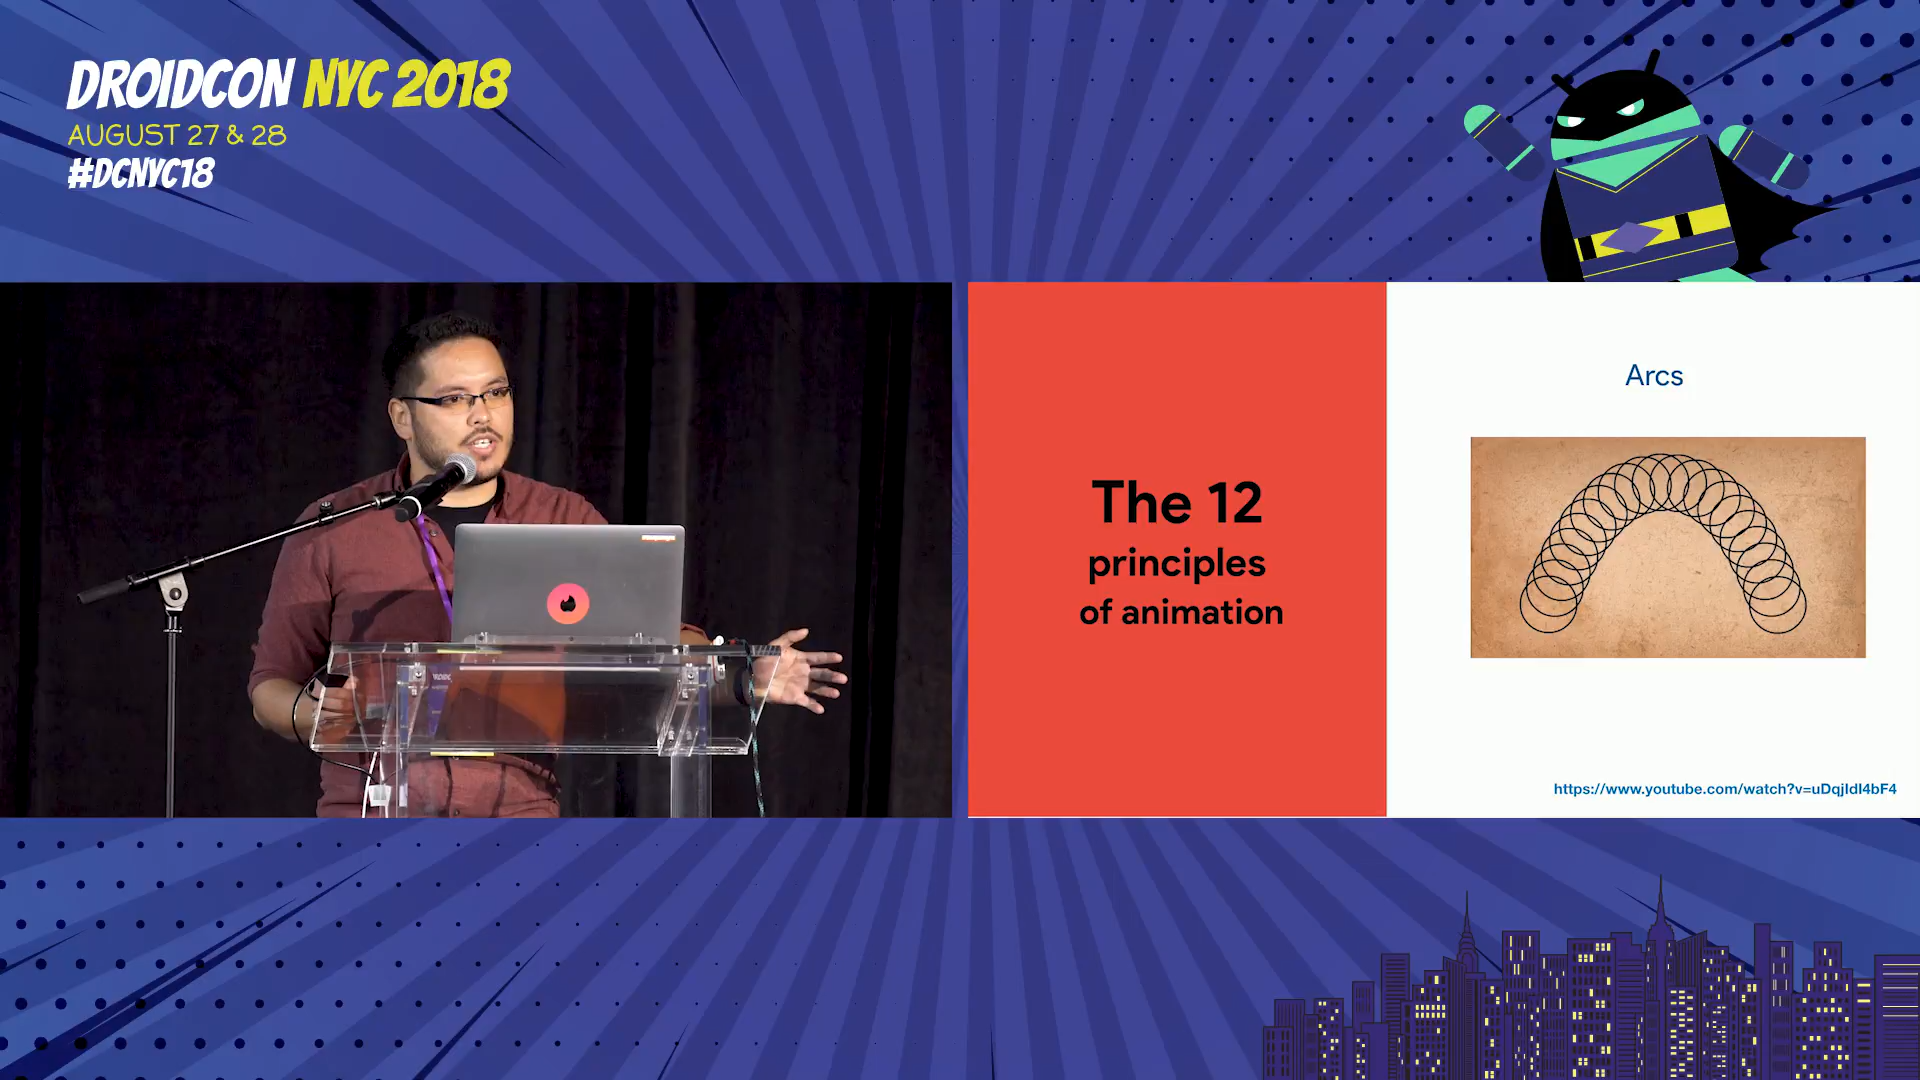 DROIDCON NYC 2018
AUGUST 27 & 28
#DCNYC18
The 12
principles
of animation
Arcs
https://www.youtube.com/watch?v=uDqjIdI4bF4